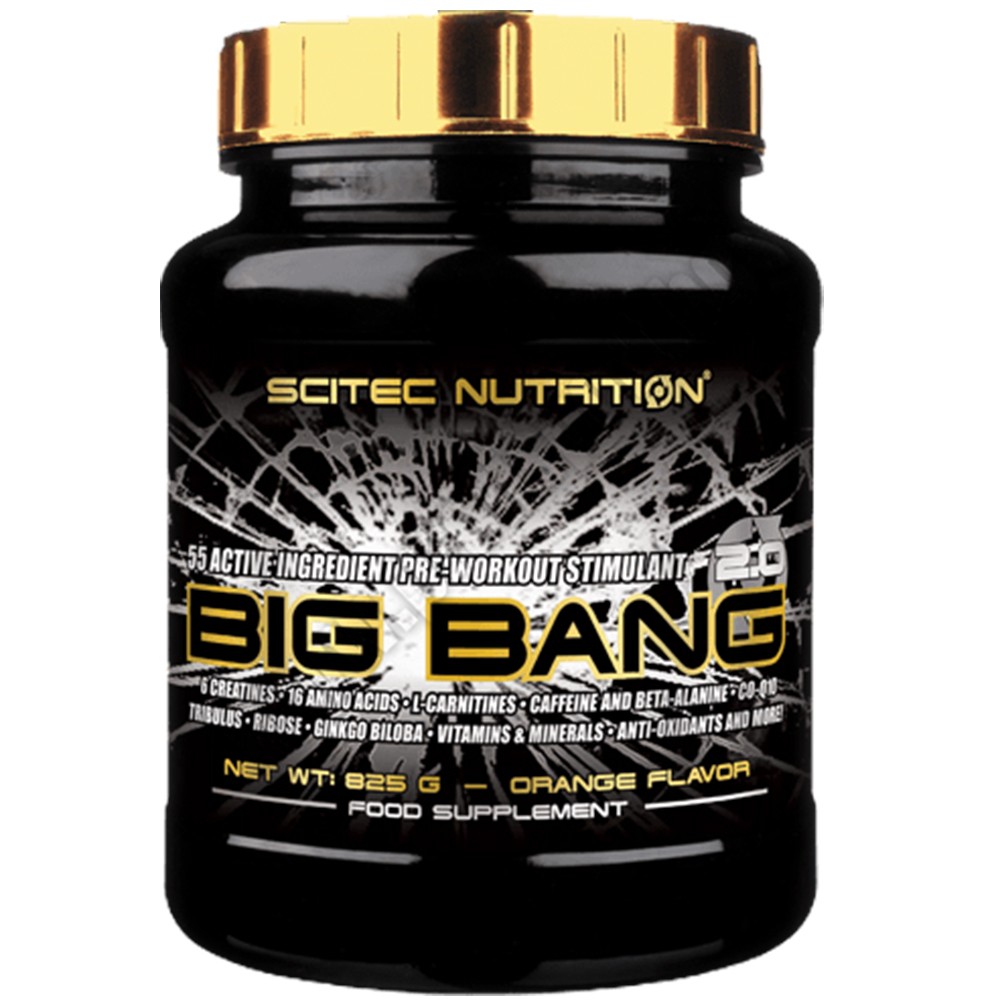 SCITEC NUTRITION®
55 ACTIVE INGREDIENT PRE-WORKOUT STIMULANT
2.0
BIG BANG
6 CREATINES • 16 AMINO ACIDS • L-CARNITINES • CAFFEINE AND BETA-ALANINE • CO-Q10
TRIBULUS • RIBOSE • GINKGO BILOBA • VITAMINS & MINERALS • ANTI-OXIDANTS AND MORE!
NET WT: 825 G – ORANGE FLAVOR
FOOD SUPPLEMENT